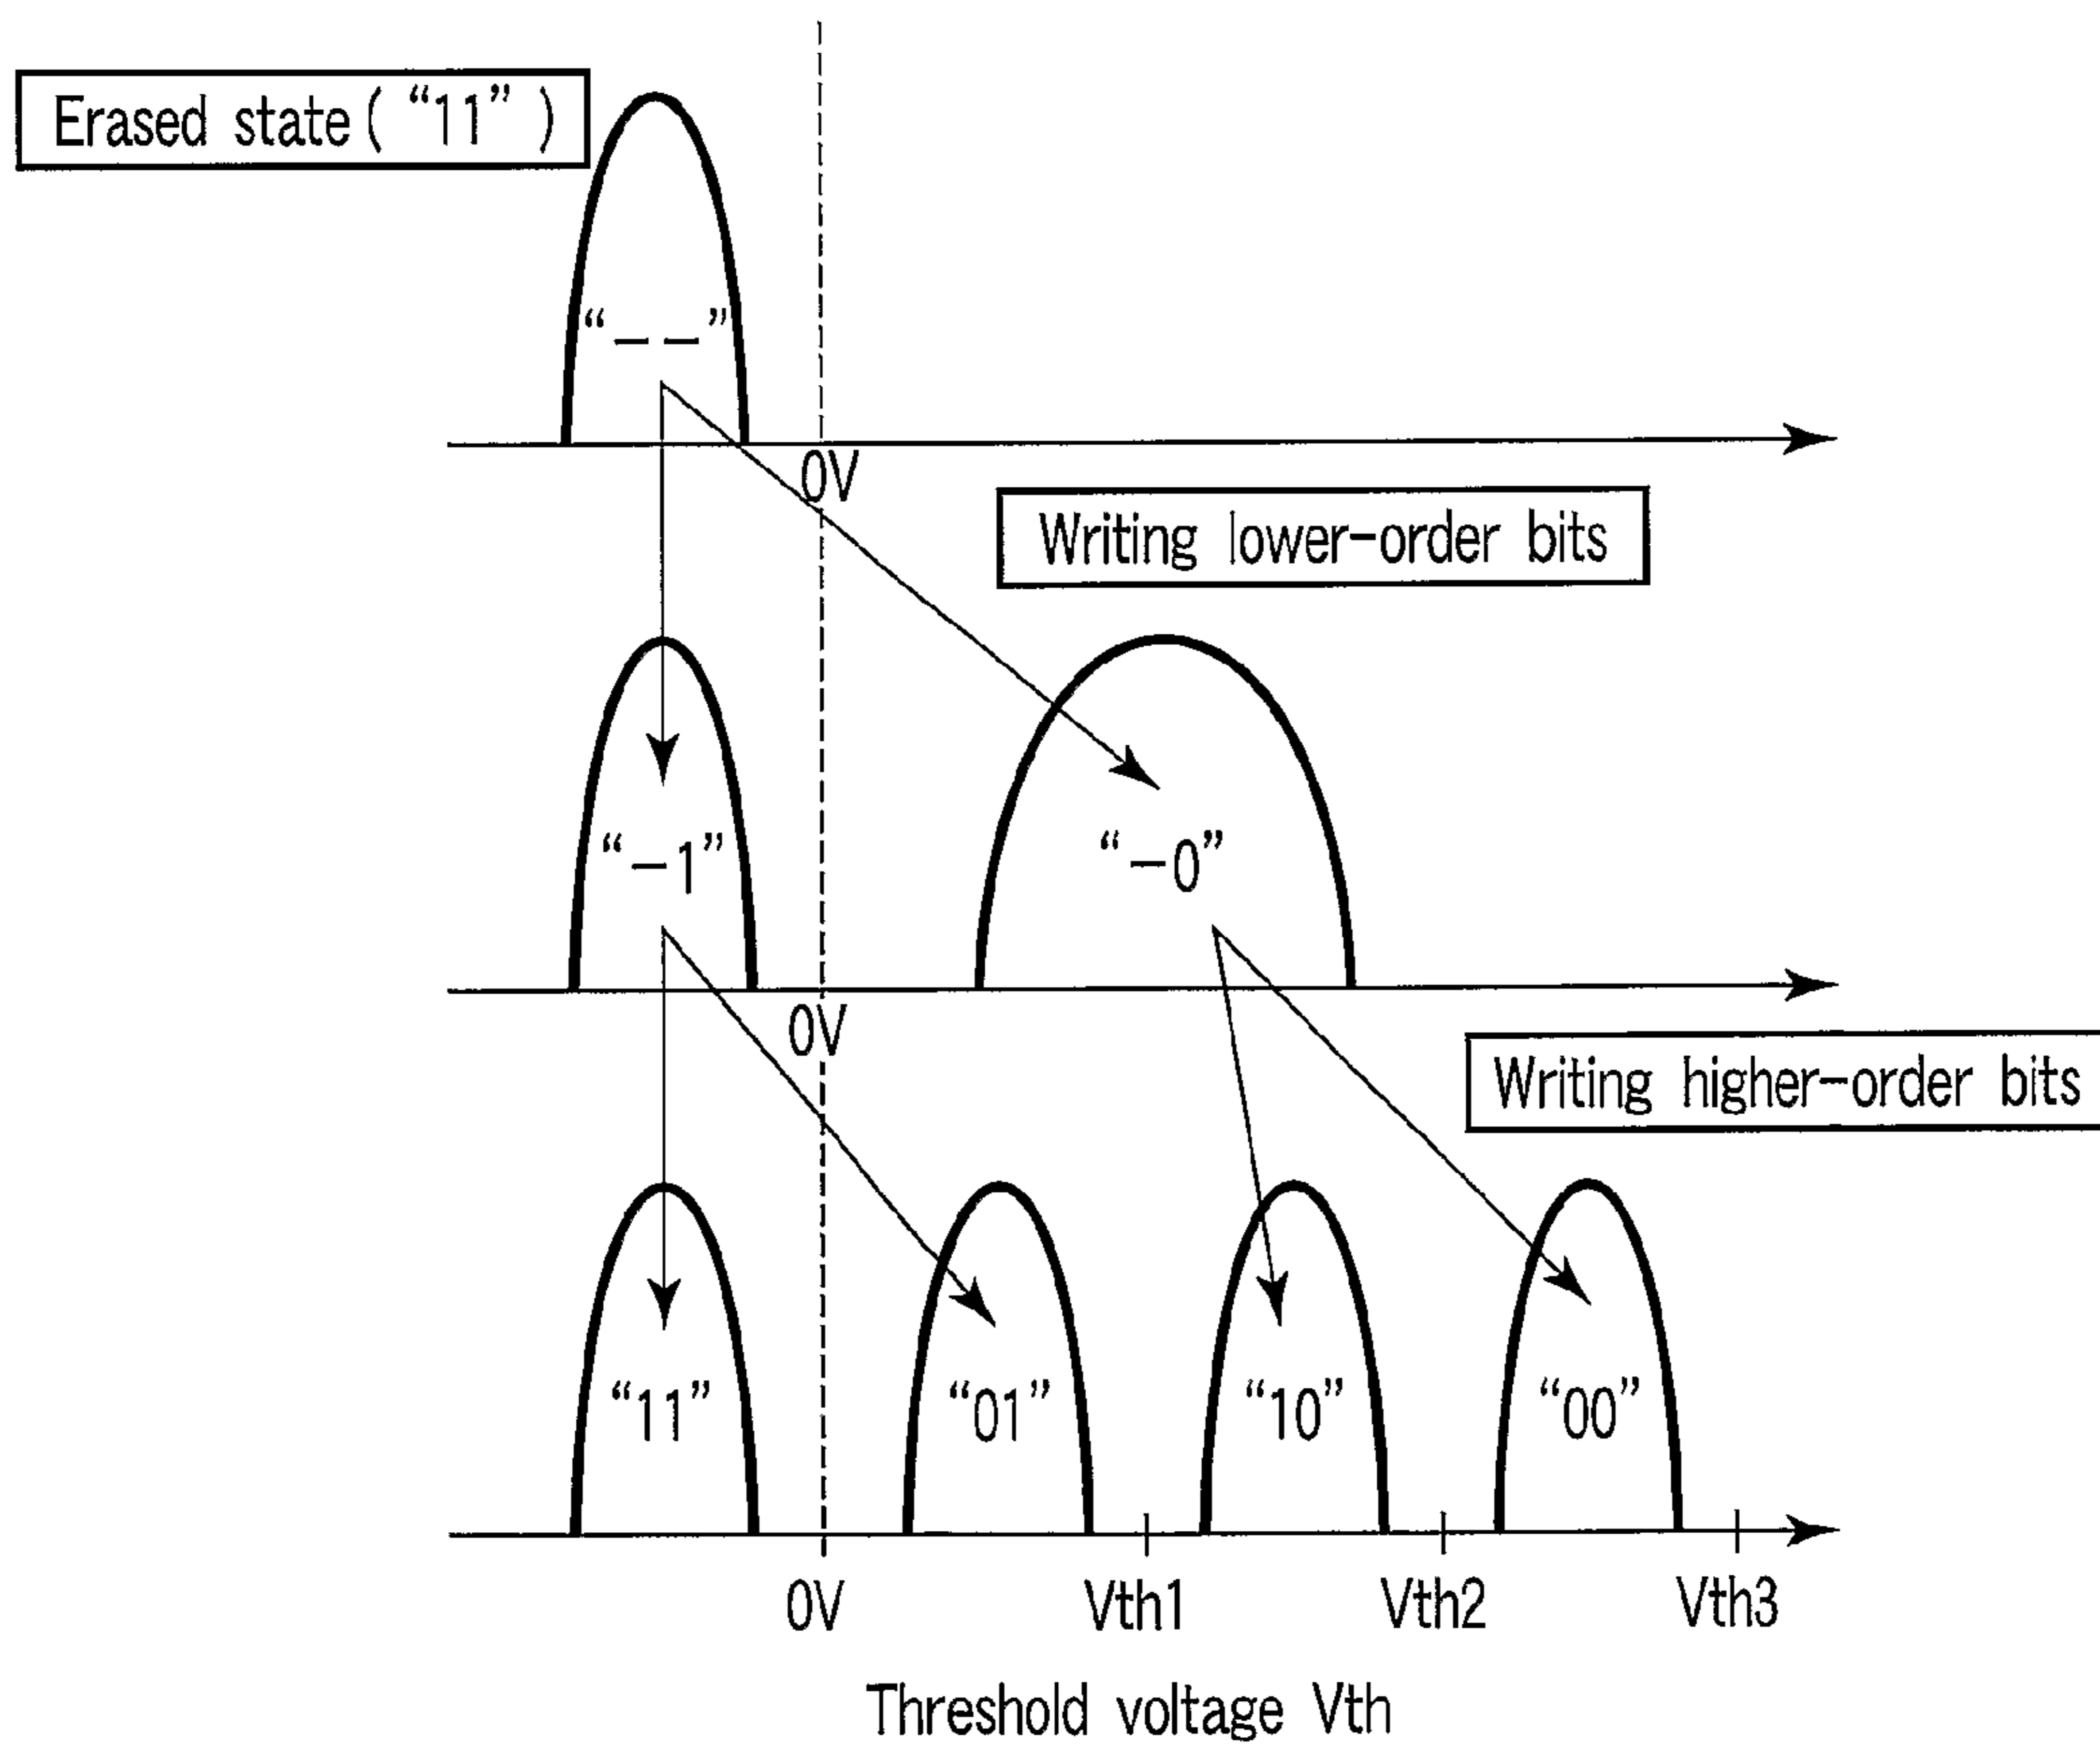 Erased state( “11” )
“−−”
0V
Writing lower−order bits
“−1” “−0”
0V
Writing higher−order bits
“11” “01” “10” “00”
0V Vth1 Vth2 Vth3
Threshold voltage Vth